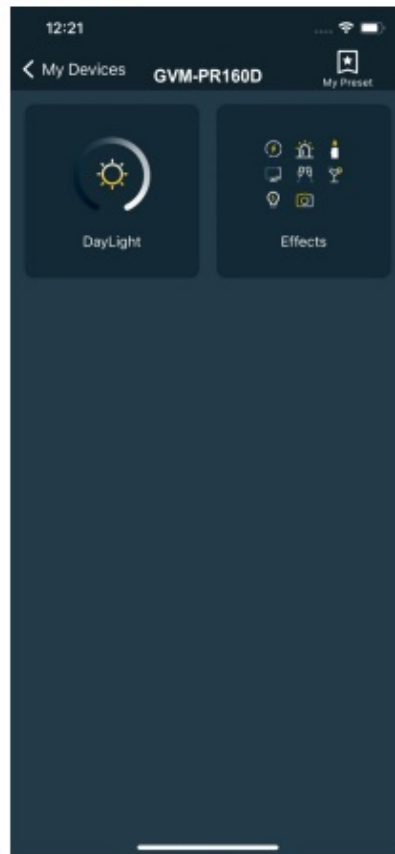 12:21
My Devices
GVM-PR160D
My Preset
DayLight
Effects